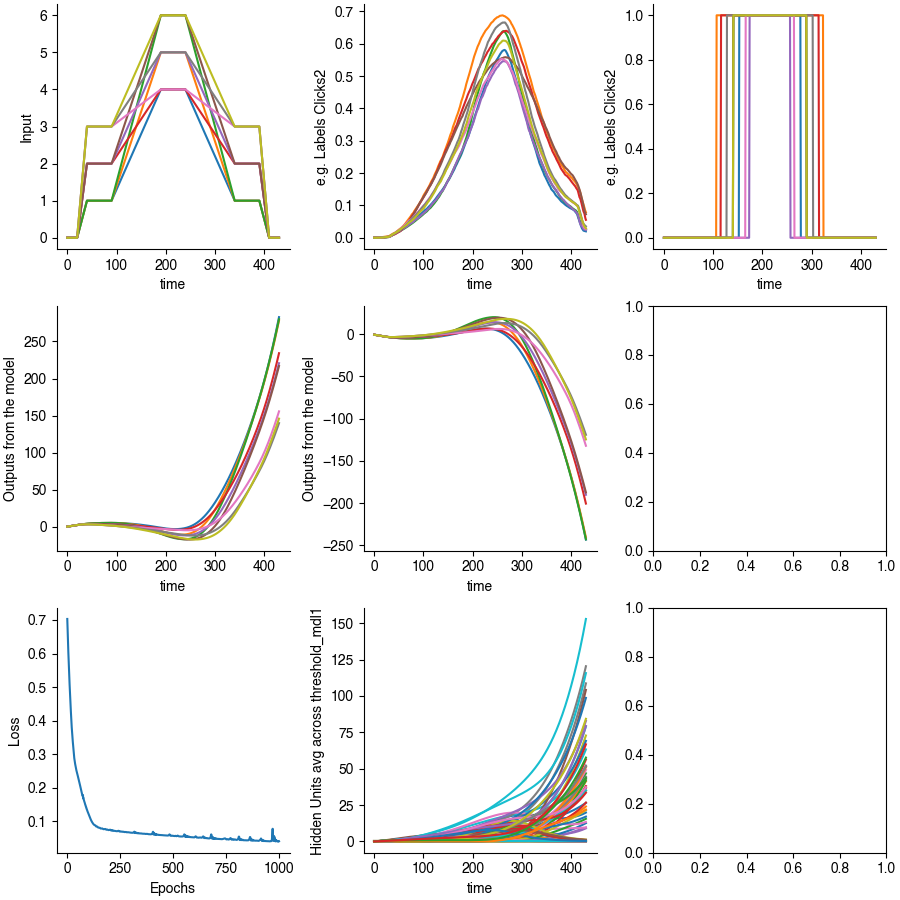 6
5
4
3
2
1
0
Input
0 100 200 300 400
time
0.7
0.6
0.5
0.4
0.3
0.2
0.1
0.0
e.g. Labels Clicks2
0 100 200 300 400
time
1.0
0.8
0.6
0.4
0.2
0.0
e.g. Labels Clicks2
0 100 200 300 400
time
250
200
150
100
50
0
Outputs from the model
0 100 200 300 400
time
0
−50
−100
−150
−200
−250
Outputs from the model
0 100 200 300 400
time
1.0
0.8
0.6
0.4
0.2
0.0
0.0 0.2 0.4 0.6 0.8 1.0
0.7
0.6
0.5
0.4
0.3
0.2
0.1
Loss
0 250 500 750 1000
Epochs
150
125
100
75
50
25
0
Hidden Units avg across threshold_mdl1
0 100 200 300 400
time
1.0
0.8
0.6
0.4
0.2
0.0
0.0 0.2 0.4 0.6 0.8 1.0